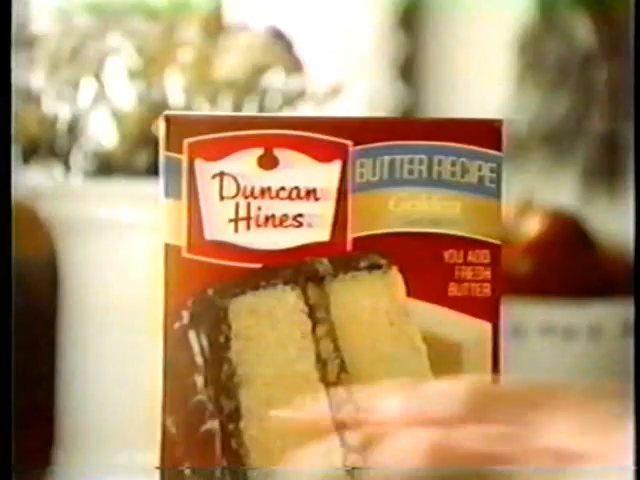 Duncan
Hines
BUTTER RECIPE
Golden
YOU ADD
FRESH
BUTTER